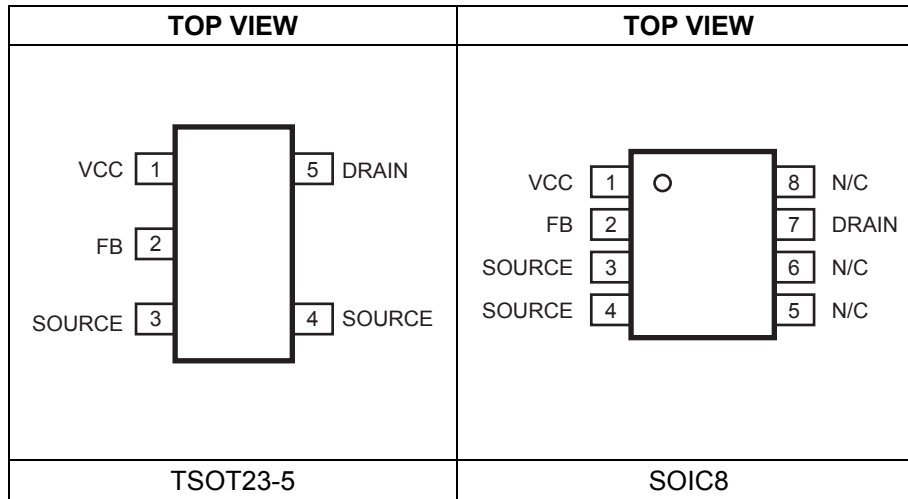 TOP VIEW
TOP VIEW
VCC 1
5 DRAIN
FB 2
SOURCE 3
4 SOURCE
VCC 1
8 N/C
FB 2
7 DRAIN
SOURCE 3
6 N/C
SOURCE 4
5 N/C
TSOT23-5
SOIC8